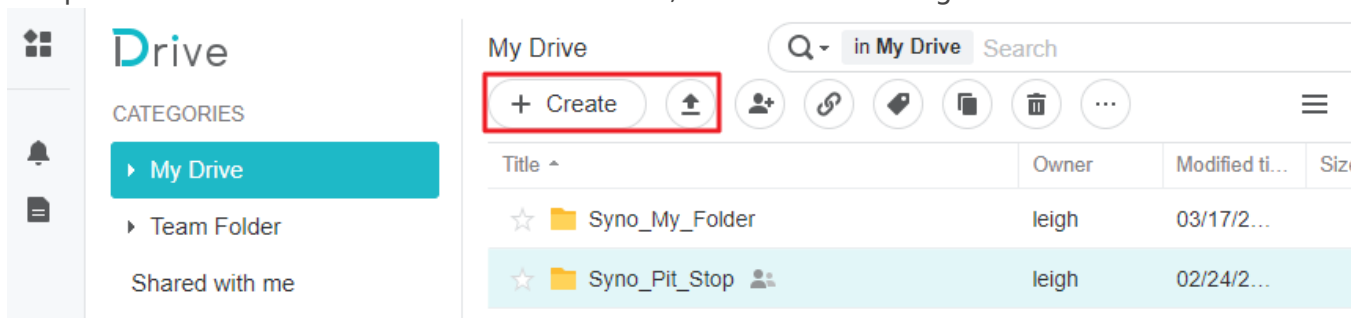 Drive
CATEGORIES
My Drive
Team Folder
Shared with me
My Drive
in My Drive Search
+ Create
Title Owner Modified ti... Size
Syno_My_Folder leigh 03/17/2...
Syno_Pit_Stop leigh 02/24/2...